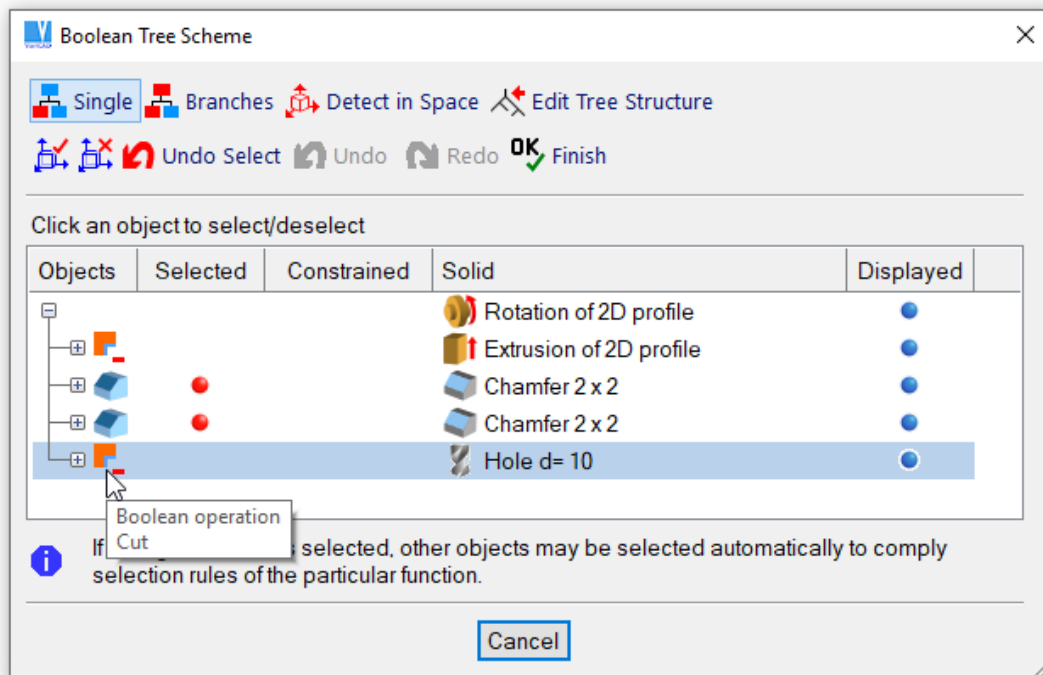 Boolean Tree Scheme
Single Branches Detect in Space Edit Tree Structure
Undo Select Undo Redo OK Finish
Click an object to select/deselect
Objects Selected Constrained Solid Displayed
Rotation of 2D profile
Extrusion of 2D profile
Chamfer 2 x 2
Chamfer 2 x 2
Hole d= 10
Boolean operation
Cut
If s selected, other objects may be selected automatically to comply
selection rules of the particular function.
Cancel